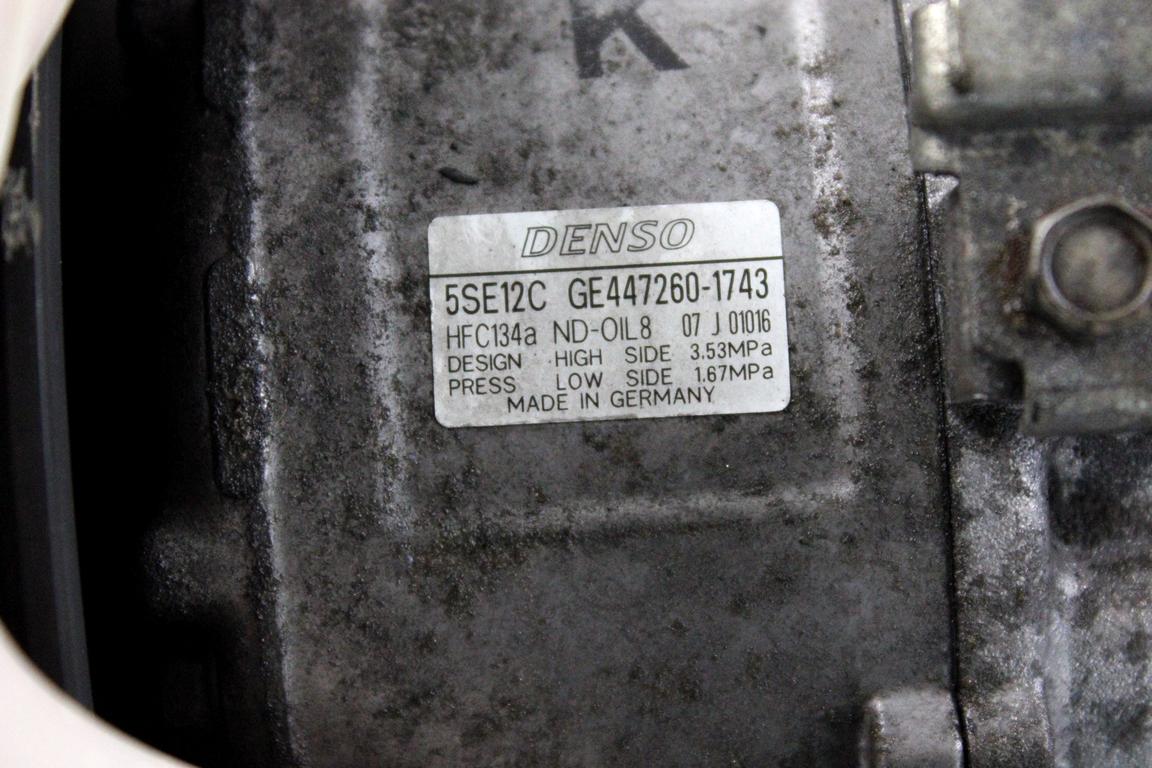 K
DENSO
5SE12C GE447260-1743
HFC134a ND-OIL8 07 J 01016
DESIGN HIGH SIDE 3.53MPa
PRESS LOW SIDE 1.67MPa
MADE IN GERMANY